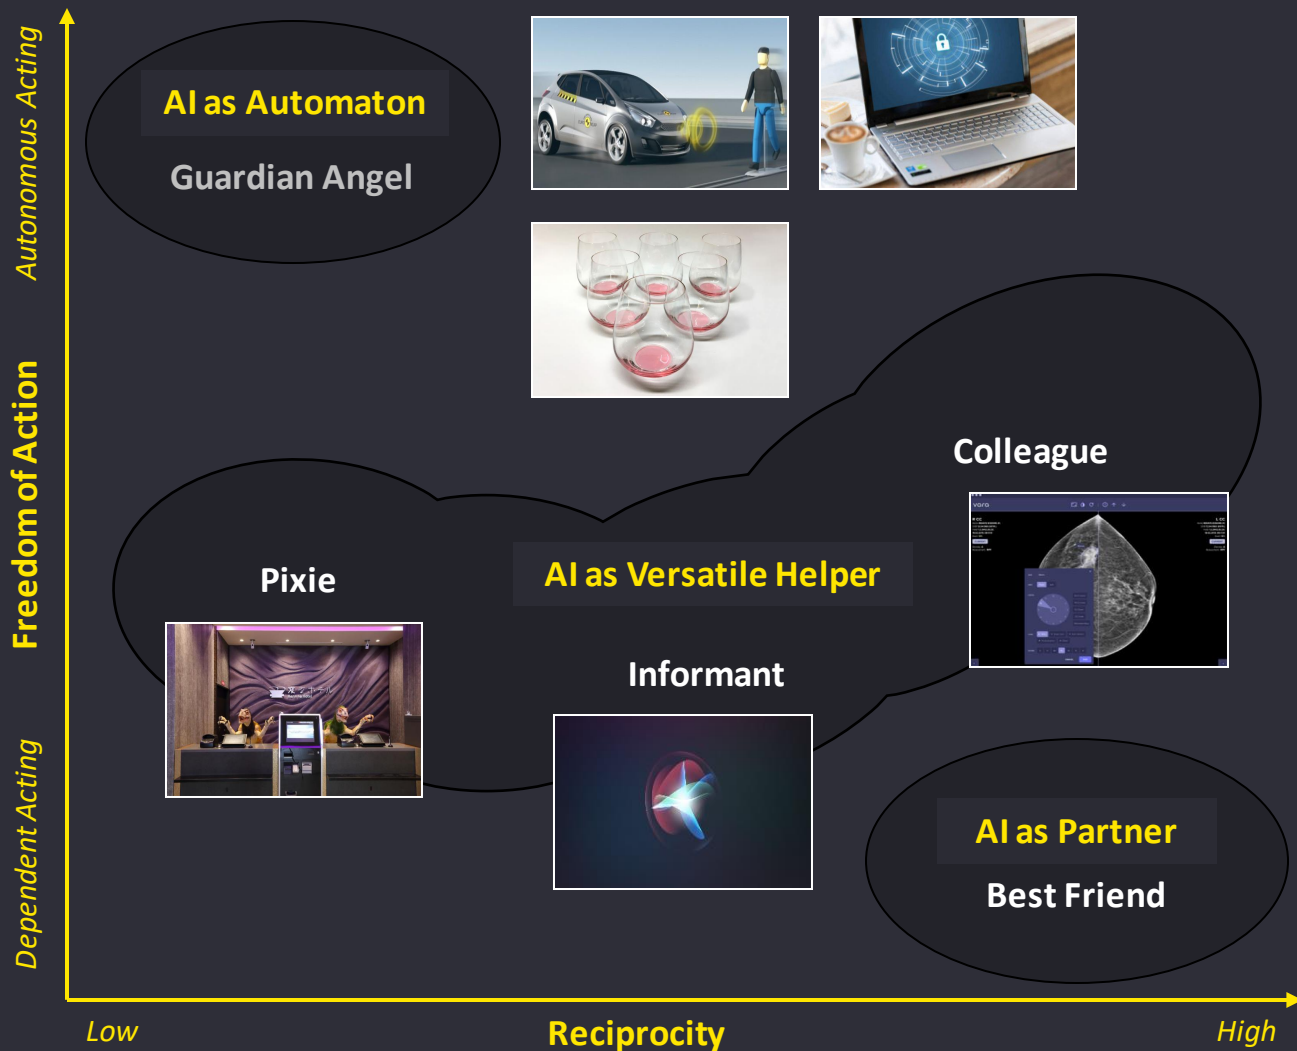 Autonomous Acting
AI as Automaton
Guardian Angel
Freedom of Action
Colleague
vara
Pixie
AI as Versatile Helper
Informant
Dependent Acting
AI as Partner
Best Friend
Low
Reciprocity
High